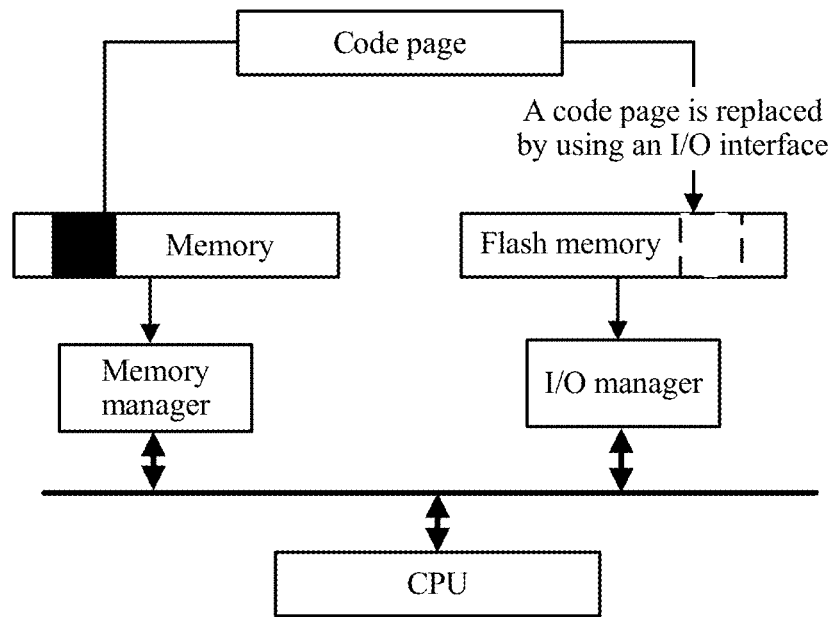 Code page
A code page is replaced
by using an I/O interface
Memory
Flash memory
Memory
manager
I/O manager
CPU